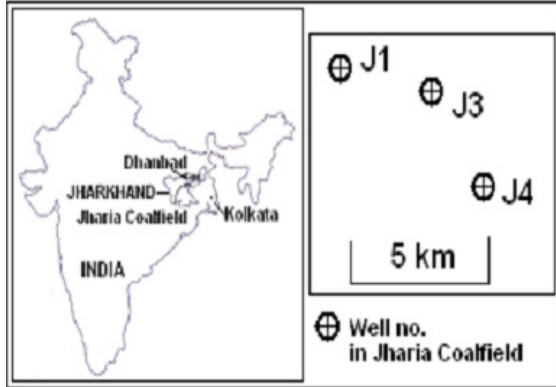 Dhanbad
JHARKHAND
Jharia Coalfield
Kolkata
INDIA
J1
J3
J4
5 km
Well no.
in Jharia Coalfield